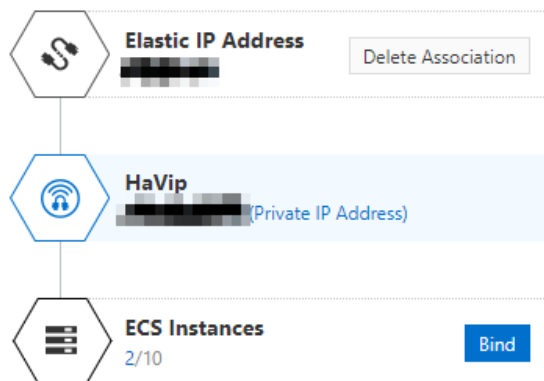 Elastic IP Address
Delete Association
HaVip
(Private IP Address)
ECS Instances
2/10
Bind